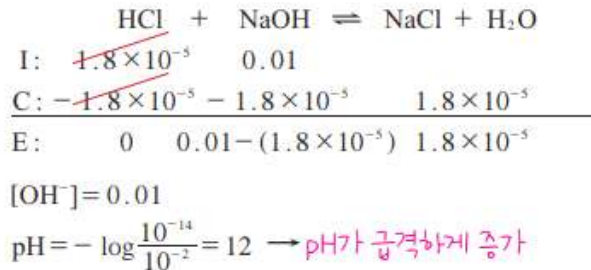 HCl + NaOH ⇌ NaCl + H₂O
I: 1.8×10⁻⁵ 0.01
C: −1.8×10⁻⁵ − 1.8×10⁻⁵ 1.8×10⁻⁵
E: 0 0.01−(1.8×10⁻⁵) 1.8×10⁻⁵
[OH⁻]=0.01
pH=− log 10⁻¹⁴/10⁻² = 12 → pH가 급격하게 증가